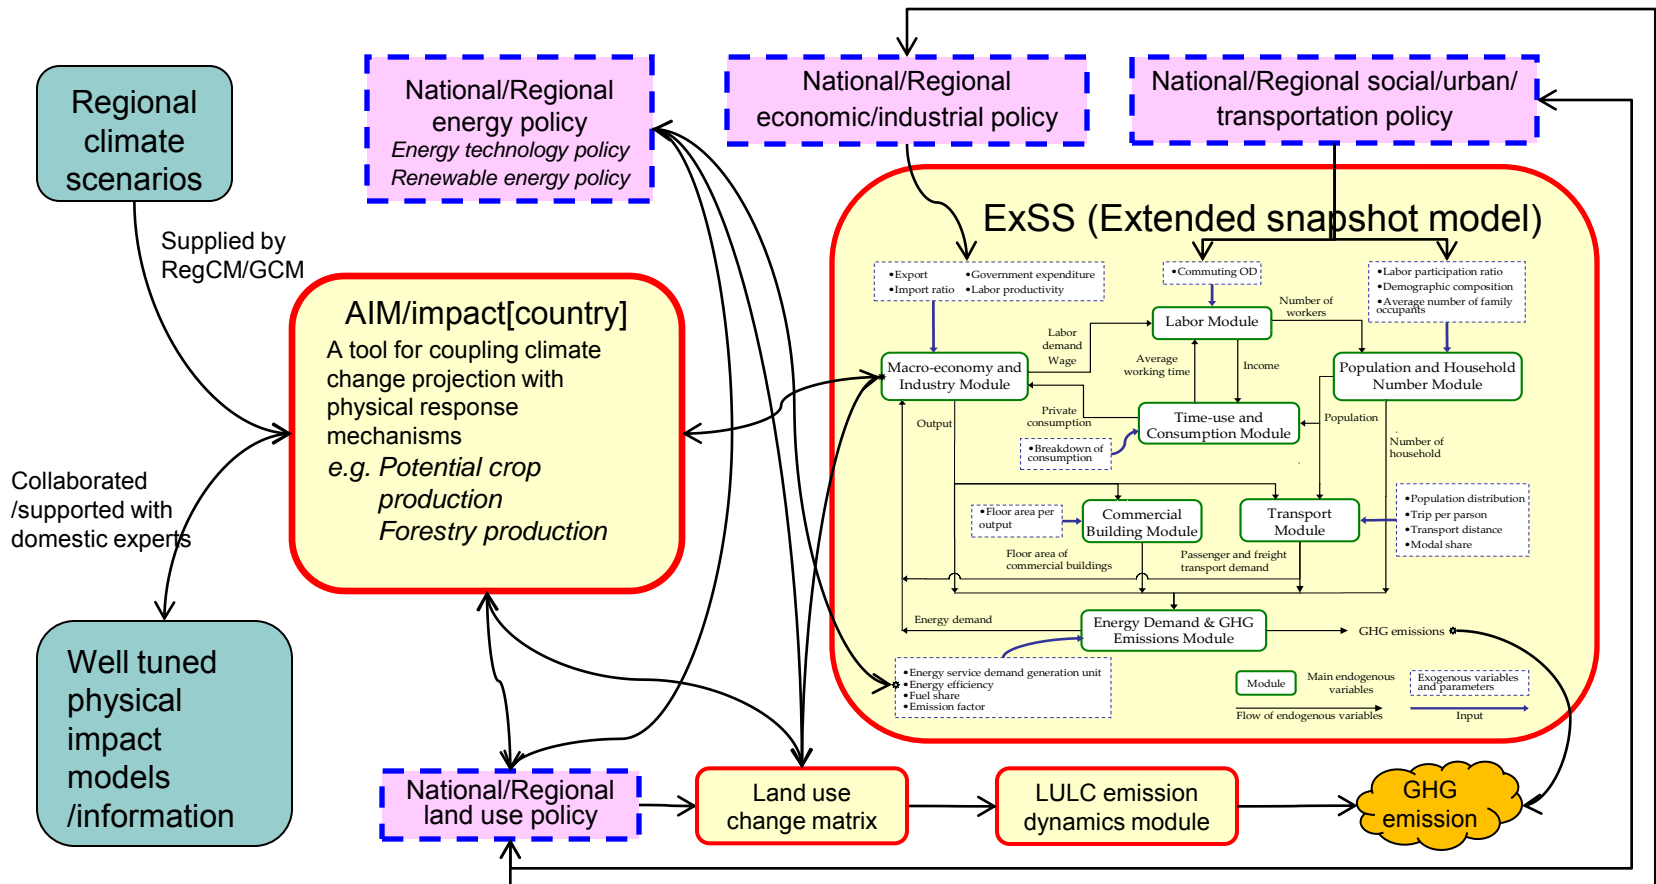 Regional
climate
scenarios
National/Regional
energy policy
Energy technology policy
Renewable energy policy
National/Regional
economic/industrial policy
National/Regional social/urban/
transportation policy
Supplied by
RegCM/GCM
AIM/impact[country]
A tool for coupling climate
change projection with
physical response
mechanisms
e.g. Potential crop
production
Forestry production
Collaborated
/supported with
domestic experts
Well tuned
physical
impact
models
/information
ExSS (Extended snapshot model)
•Export
•Government expenditure
•Import ratio
•Labor productivity
•Commuting OD
•Labor participation ratio
•Demographic composition
•Average number of family
occupants
Labor Module
Number of
workers
Labor
demand
Wage
Average
working time
Income
Macro-economy and
Industry Module
Population and Household
Number Module
Private
consumption
Output
Time-use and
Consumption Module
Population
Number of
household
•Breakdown of
consumption
•Floor area per
output
Commercial
Building Module
Transport
Module
•Population distribution
•Trip per parson
•Transport distance
•Modal share
Floor area of
commercial buildings
Passenger and freight
transport demand
Energy demand
Energy Demand & GHG
Emissions Module
GHG emissions
•Energy service demand generation unit
•Energy efficiency
•Fuel share
•Emission factor
Module
Main endogenous
variables
Exogenous variables
and parameters
Flow of endogenous variables
Input
National/Regional
land use policy
Land use
change matrix
LULC emission
dynamics module
GHG
emission